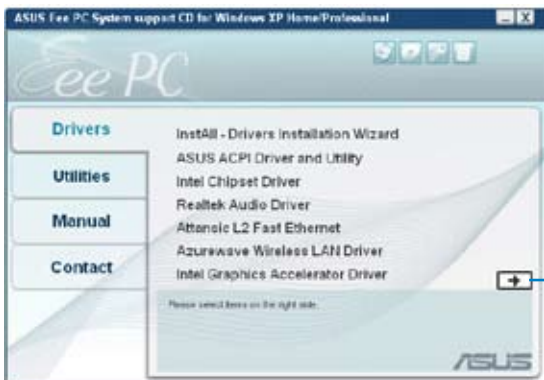 ASUS Eee PC System support CD for Windows XP Home/Professional
Eee PC
Drivers
Utilities
Manual
Contact
InstAll - Drivers Installation Wizard
ASUS ACPI Driver and Utility
Intel Chipset Driver
Realtek Audio Driver
Attansic L2 Fast Ethernet
Azurewave Wireless LAN Driver
Intel Graphics Accelerator Driver
Please select items on the right side.
ASUS